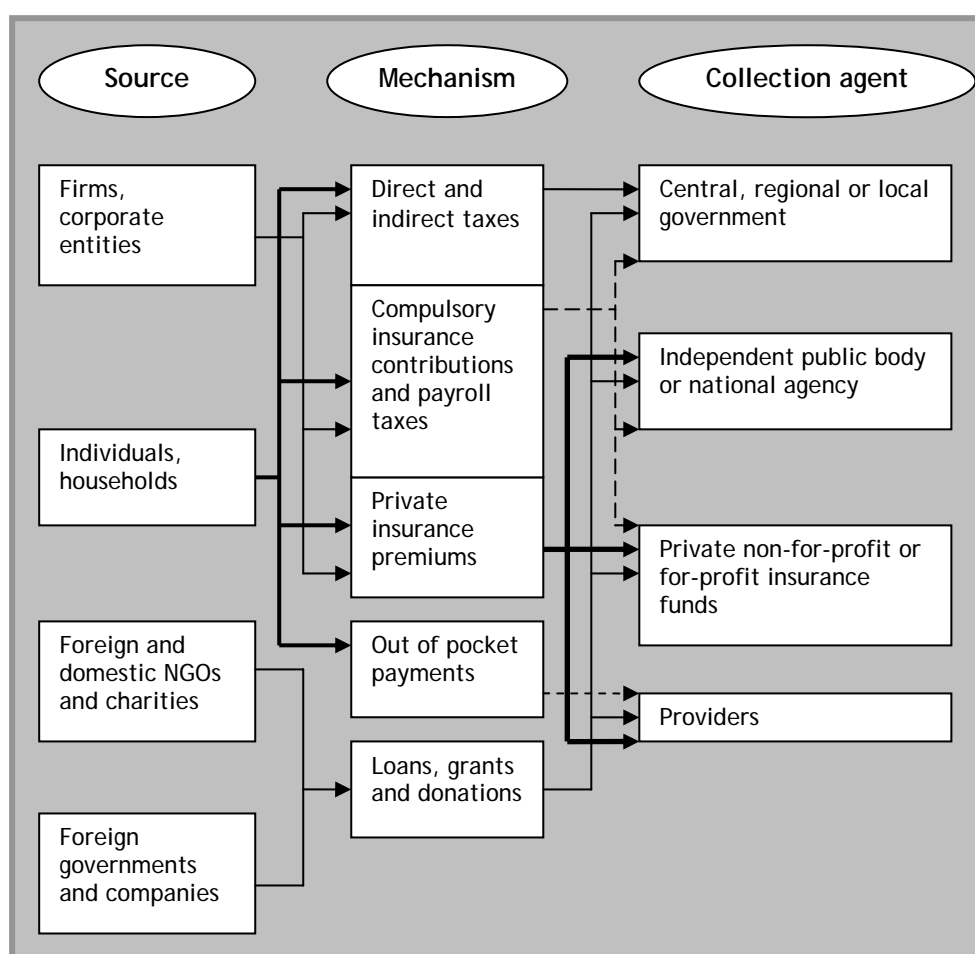 Source
Mechanism
Collection agent
Firms,
corporate
entities
Individuals,
households
Foreign and
domestic NGOs
and charities
Foreign
governments
and companies
Direct and
indirect taxes
Compulsory
insurance
contributions
and payroll
taxes
Private
insurance
premiums
Out of pocket
payments
Loans, grants
and donations
Central, regional or local
government
Independent public body
or national agency
Private non-for-profit or
for-profit insurance
funds
Providers